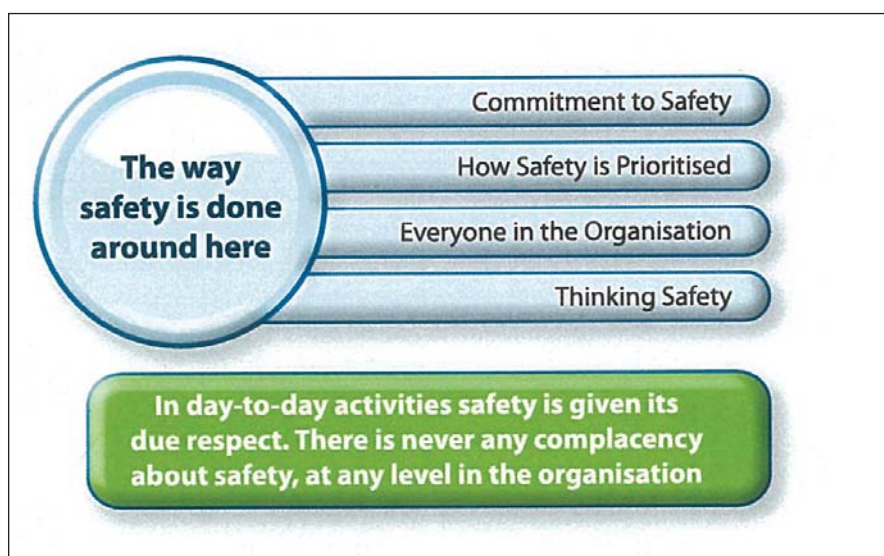 The way
safety is done
around here
Commitment to Safety
How Safety is Prioritised
Everyone in the Organisation
Thinking Safety
In day-to-day activities safety is given its
due respect. There is never any complacency
about safety, at any level in the organisation